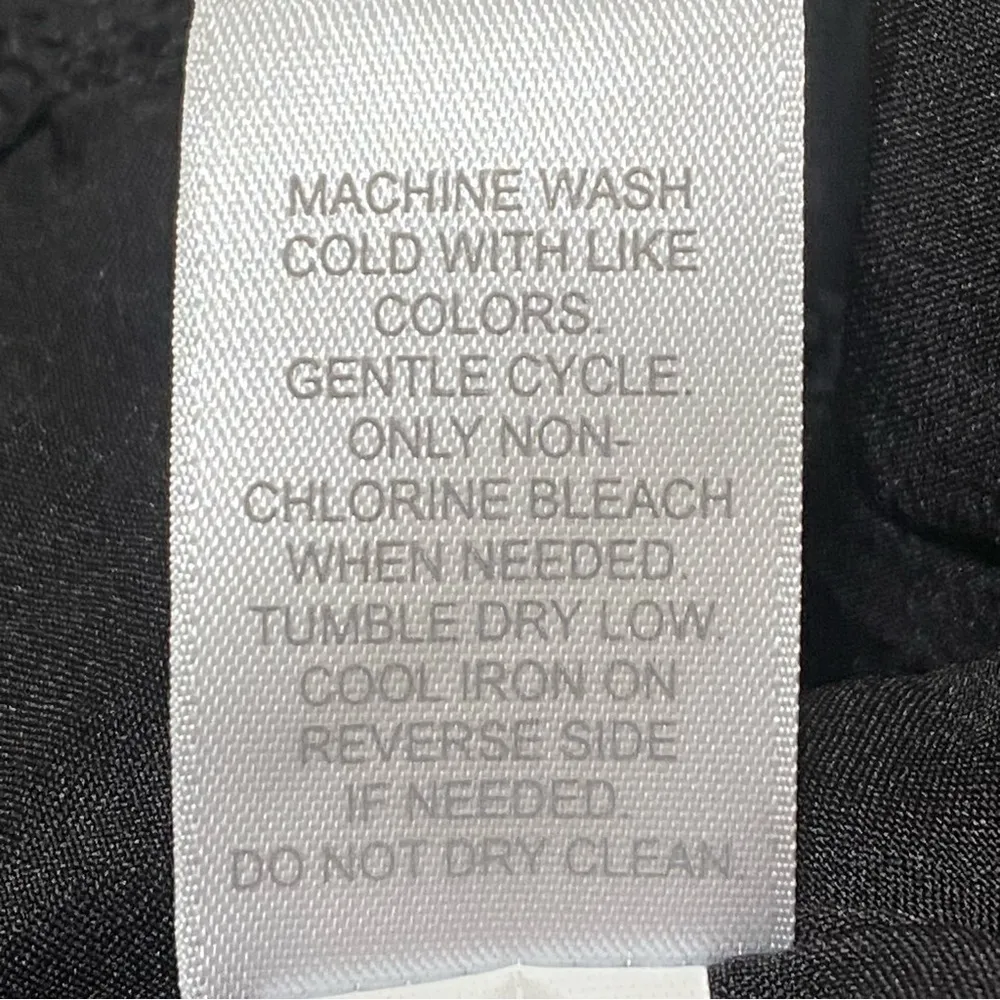 MACHINE WASH
COLD WITH LIKE
COLORS.
GENTLE CYCLE.
ONLY NON-
CHLORINE BLEACH
WHEN NEEDED.
TUMBLE DRY LOW.
COOL IRON ON
REVERSE SIDE
IF NEEDED.
DO NOT DRY CLEAN.